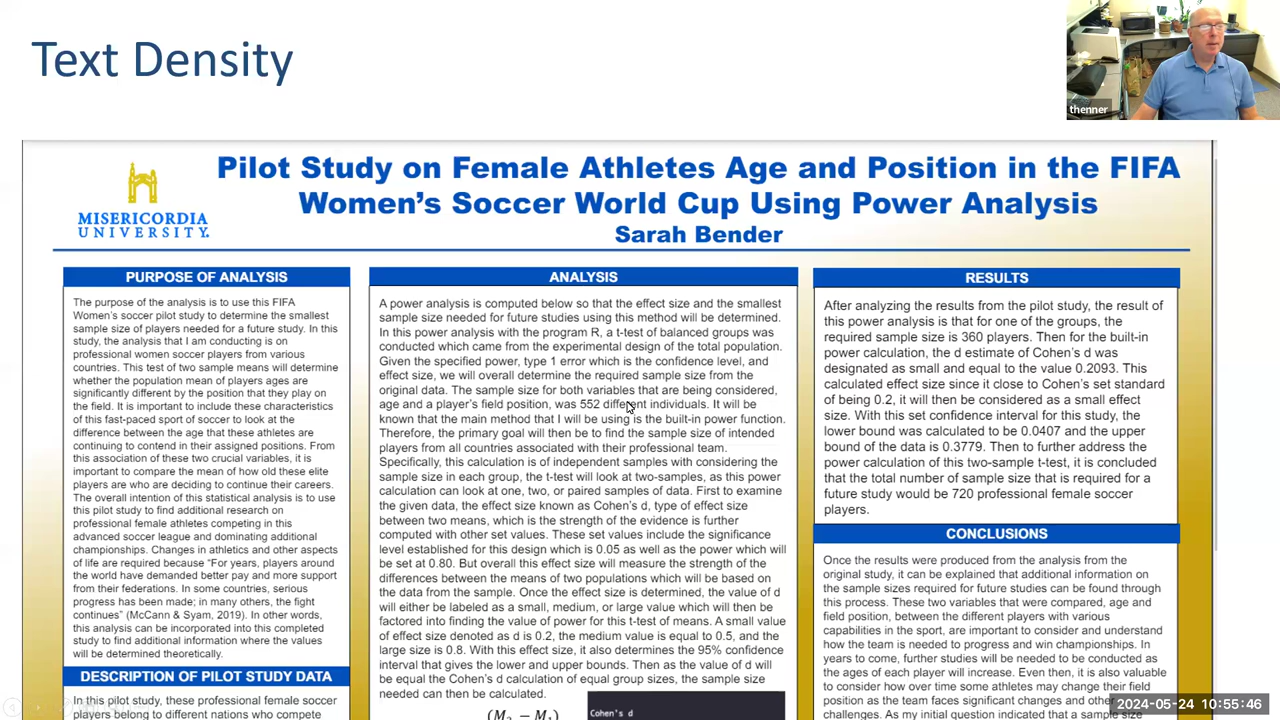 Text Density
thenner
MISERICORDIA
UNIVERSITY.
Pilot Study on Female Athletes Age and Position in the FIFA
Women's Soccer World Cup Using Power Analysis
Sarah Bender
PURPOSE OF ANALYSIS
The purpose of the analysis is to use this FIFA
Women's soccer pilot study to determine the smallest
sample size of players needed for a future study. In this
study, the analysis that I am conducting is on
professional women soccer players from various
countries. This test of two sample means will determine
whether the population mean of players ages are
significantly different by the position that they play on
the field. It is important to include these characteristics
of this fast-paced sport of soccer to look at the
difference between the age that these athletes are
continuing to contend in their assigned positions. From
this association of these two crucial variables, it is
important to compare the mean of how old these elite
players are who are deciding to continue their careers.
The overall intention of this statistical analysis is to use
this pilot study to find additional research on
professional female athletes competing in this
advanced soccer league and dominating additional
championships. Changes in athletics and other aspects
of life are required because “For years, players around
the world have demanded better pay and more support
from their federations. In some countries, serious
progress has been made; in many others, the fight
continues” (McCann & Syam, 2019). In other words,
this analysis can be incorporated into this completed
study to find additional information where the values
will be determined theoretically.
DESCRIPTION OF PILOT STUDY DATA
In this pilot study, these professional female soccer
players belong to different nations who compete
ANALYSIS
A power analysis is computed below so that the effect size and the smallest
sample size needed for future studies using this method will be determined.
In this power analysis with the program R, a t-test of balanced groups was
conducted which came from the experimental design of the total population.
Given the specified power, type 1 error which is the confidence level, and
effect size, we will overall determine the required sample size from the
original data. The sample size for both variables that are being considered,
age and a player's field position, was 552 different individuals. It will be
known that the main method that I will be using is the built-in power function.
Therefore, the primary goal will then be to find the sample size of intended
players from all countries associated with their professional team.
Specifically, this calculation is of independent samples with considering the
sample size in each group, the t-test will look at two-samples, as this power
calculation can look at one, two, or paired samples of data. First to examine
the given data, the effect size known as Cohen's d, type of effect size
between two means, which is the strength of the evidence is further
computed with other set values. These set values include the significance
level established for this design which is 0.05 as well as the power which will
be set at 0.80. But overall this effect size will measure the strength of the
differences between the means of two populations which will be based on
the data from the sample. Once the effect size is determined, the value of d
will either be labeled as a small, medium, or large value which will then be
factored into finding the value of power for this t-test of means. A small value
of effect size denoted as d is 0.2, the medium value is equal to 0.5, and the
large size is 0.8. With this effect size, it also determines the 95% confidence
interval that gives the lower and upper bounds. Then as the value of d will
be equal the Cohen's d calculation of equal group sizes, the sample size
needed can then be calculated.
Cohen's d
RESULTS
After analyzing the results from the pilot study, the result of
this power analysis is that for one of the groups, the
required sample size is 360 players. Then for the built-in
power calculation, the d estimate of Cohen's d was
designated as small and equal to the value 0.2093. This
calculated effect size since it close to Cohen's set standard
of being 0.2, it will then be considered as a small effect
size. With this set confidence interval for this study, the
lower bound was calculated to be 0.0407 and the upper
bound of the data is 0.3779. Then to further address the
power calculation of this two-sample t-test, it is concluded
that the total number of sample size that is required for a
future study would be 720 professional female soccer
players.
CONCLUSIONS
Once the results were produced from the analysis from the
original study, it can be explained that additional information on
the sample sizes required for future studies can be found through
this process. These two variables that were compared, age and
field position, between the different players with various
capabilities in the sport, are important to consider and understand
how the team is needed to progress and win championships. In
years to come, further studies will be needed to be conducted as
the ages of each player will increase. Even then, it is also valuable
to consider how over time some athletes may change their field
position as the team faces significant changes and other
challenges. As my initial question indicated that a sample size
2024-05-24 10:55:46